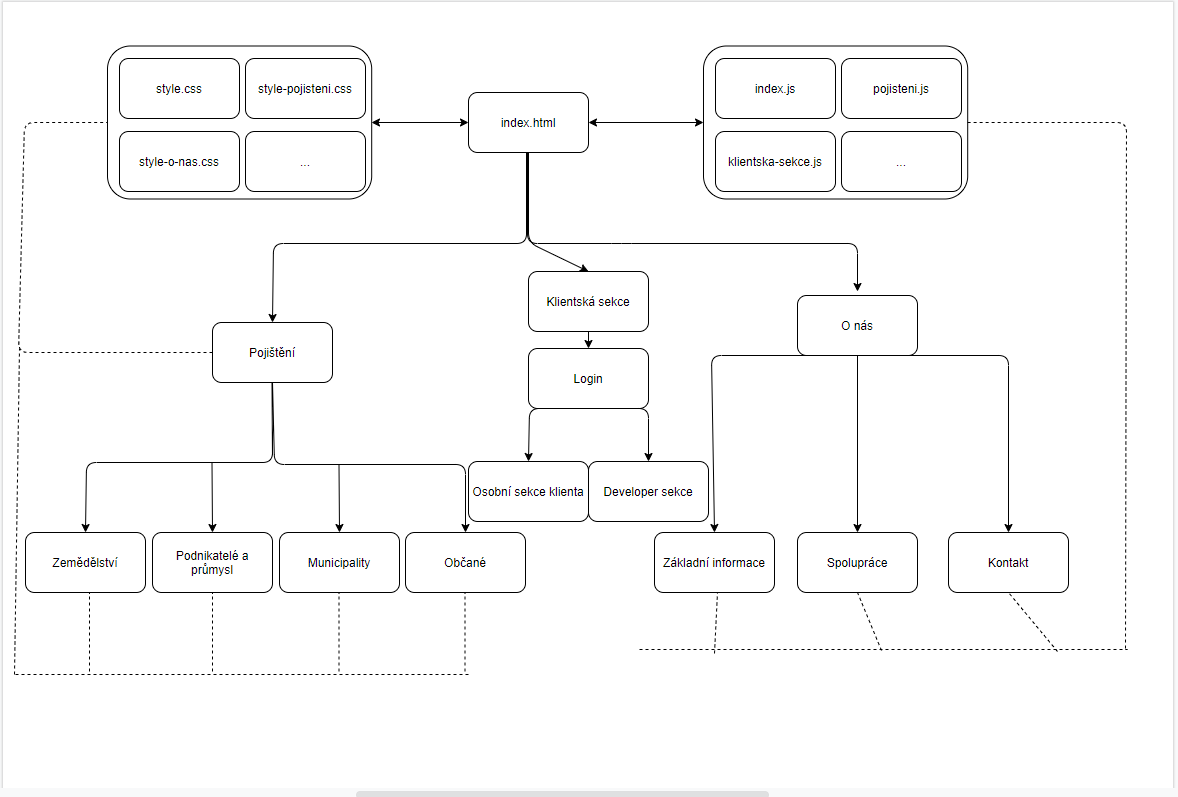 style.css
style-pojisteni.css
style-o-nas.css
...
index.html
index.js
pojisteni.js
klientska-sekce.js
...
Pojištění
Klientská sekce
O nás
Login
Osobní sekce klienta
Developer sekce
Zemědělství
Podnikatelé a
průmysl
Municipality
Občané
Základní informace
Spolupráce
Kontakt